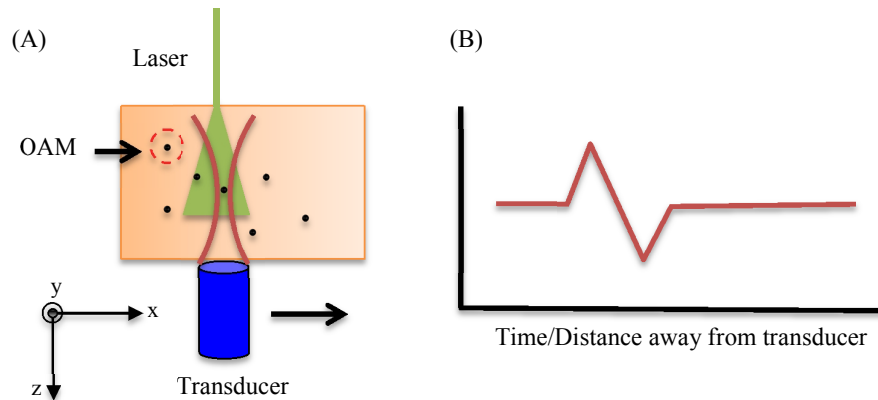 (A)
Laser
OAM
y
x
z
Transducer
(B)
Time/Distance away from transducer